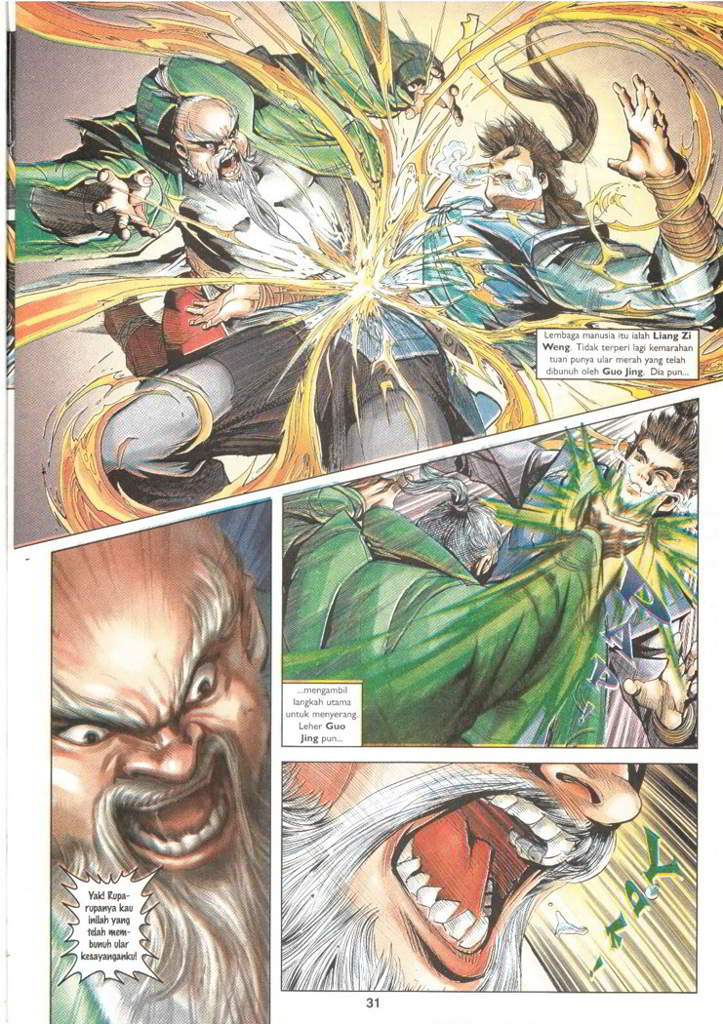 Lembaga manusia itu ialah Liang Zi
Weng. Tidak terperi lagi kemarahan
tuan punya ular merah yang telah
dibunuh oleh Guo Jing. Dia pun...
...mengambil
langkah utama
untuk menyerang.
Leher Guo
Jing pun...
Yak! Rupa-
rupanya kau
inilah yang
telah mem-
bunuh ular
kesayanganku!
31